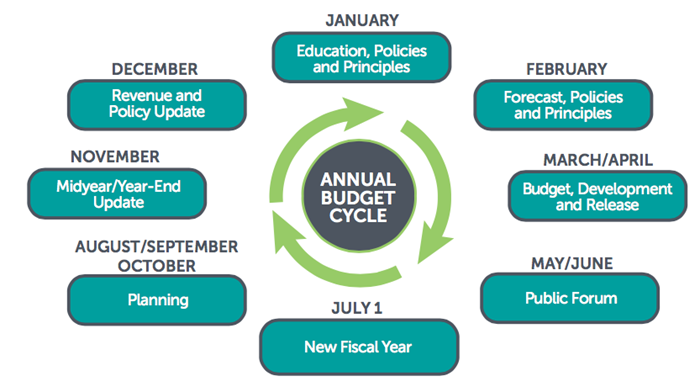 JANUARY
Education, Policies
and Principles
FEBRUARY
Forecast, Policies
and Principles
MARCH/APRIL
Budget, Development
and Release
MAY/JUNE
Public Forum
JULY 1
New Fiscal Year
AUGUST/SEPTEMBER
OCTOBER
Planning
NOVEMBER
Midyear/Year-End
Update
DECEMBER
Revenue and
Policy Update
ANNUAL
BUDGET
CYCLE